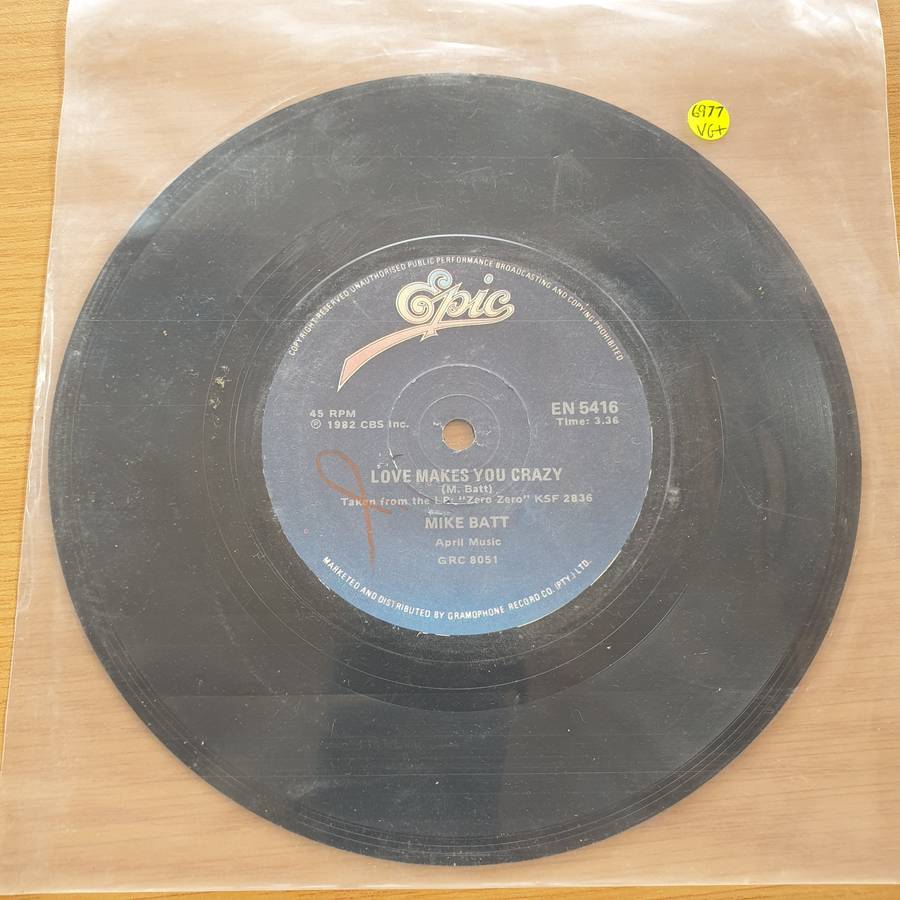 6977
VG+
COPYRIGHT RESERVED UNAUTHORISED PUBLIC PERFORMANCE BROADCASTING AND COPYING PROHIBITED
Epic
45 RPM
℗ 1982 CBS Inc.
EN 5416
Time: 3.36
LOVE MAKES YOU CRAZY
(M. Batt)
Taken from the LP: "Zero Zero" KSF 2836
MIKE BATT
April Music
GRC 8051
MARKETED AND DISTRIBUTED BY GRAMOPHONE RECORD CO. (PTY.) LTD.